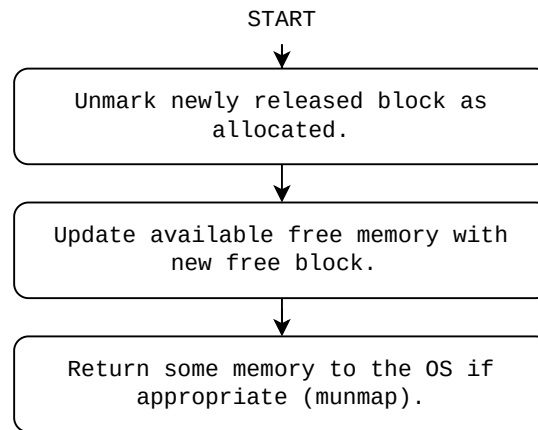 START
Unmark newly released block as
allocated.
Update available free memory with
new free block.
Return some memory to the OS if
appropriate (munmap).